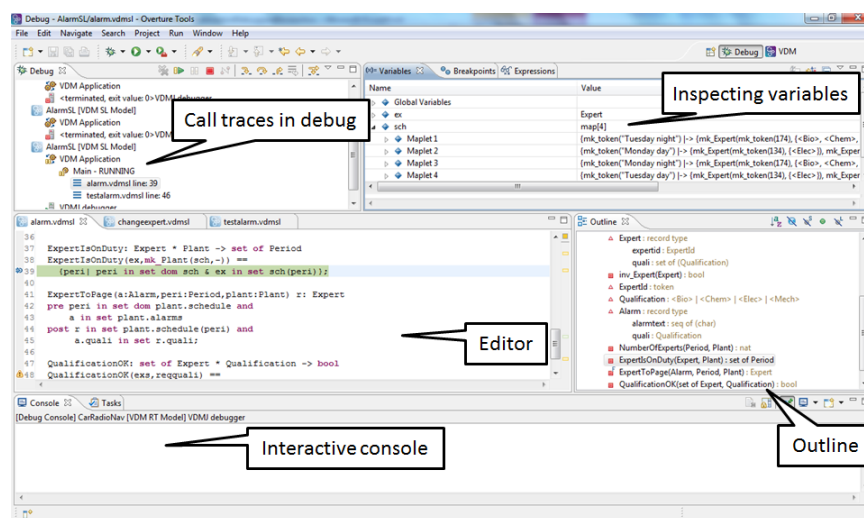 Debug - AlarmSL/alarm.vdmsl - Overture Tools
File Edit Navigate Search Project Run Window Help
Debug VDM
Debug
VDM Application
<terminated, exit value: 0>VDM debugger
AlarmSL [VDM SL Model]
VDM Application
<terminated, exit value: 0>VDM
AlarmSL [VDM SL Model]
VDM Application
Main - RUNNING
alarm.vdmsl line: 39
testalarm.vdmsl line: 46
VDMJ debugger
Call traces in debug
Variables Breakpoints Expressions
Name Value
Global Variables
ex Expert
sch map[4]
Maplet 1 {mk_token("Tuesday night") |-> {mk_Expert(mk_token(174), {<Bio>, <Chem>,
Maplet 2 {mk_token("Monday day") |-> {mk_Expert(mk_token(134), {<Elec>}), mk_Exper
Maplet 3 {mk_token("Monday night") |-> {mk_Expert(mk_token(174), {<Bio>, <Chem>,
Maplet 4 {mk_token("Tuesday day") |-> {mk_Expert(mk_token(134), {<Elec>}), mk_Exper
Inspecting variables
alarm.vdmsl changeexpert.vdmsl testalarm.vdmsl
36
37 ExpertIsOnDuty: Expert * Plant -> set of Period
38 ExpertIsOnDuty(ex,mk_Plant(sch,-)) ==
39 {peri| peri in set dom sch & ex in set sch(peri)};
40
41 ExpertToPage(a:Alarm,peri:Period,plant:Plant) r: Expert
42 pre peri in set dom plant.schedule and
43 a in set plant.alarms
44 post r in set plant.schedule(peri) and
45 a.quali in set r.quali;
46
47 QualificationOK: set of Expert * Qualification -> bool
48 QualificationOK(exs,reqquali) ==
Editor
Outline
Expert : record type
expertid : ExpertId
quali : set of (Qualification)
inv_Expert(Expert) : bool
ExpertId : token
Qualification : <Bio> | <Chem> | <Elec> | <Mech>
Alarm : record type
alarmtext : seq of (char)
quali : Qualification
NumberOfExperts(Period, Plant) : nat
ExpertIsOnDuty(Expert, Plant) : set of Period
ExpertToPage(Alarm, Period, Plant) : Expert
QualificationOK(set of Expert, Qualification) : bool
Outline
Console Tasks
[Debug Console] CarRadioNav [VDM RT Model] VDMJ debugger
Interactive console